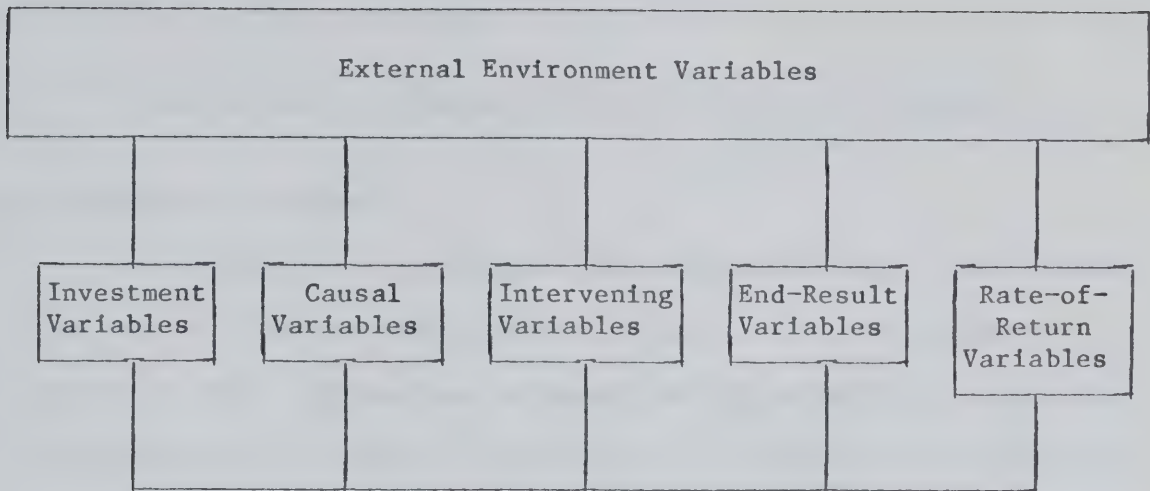 External Environment Variables
Investment
Variables
Causal
Variables
Intervening
Variables
End-Result
Variables
Rate-of-
Return
Variables